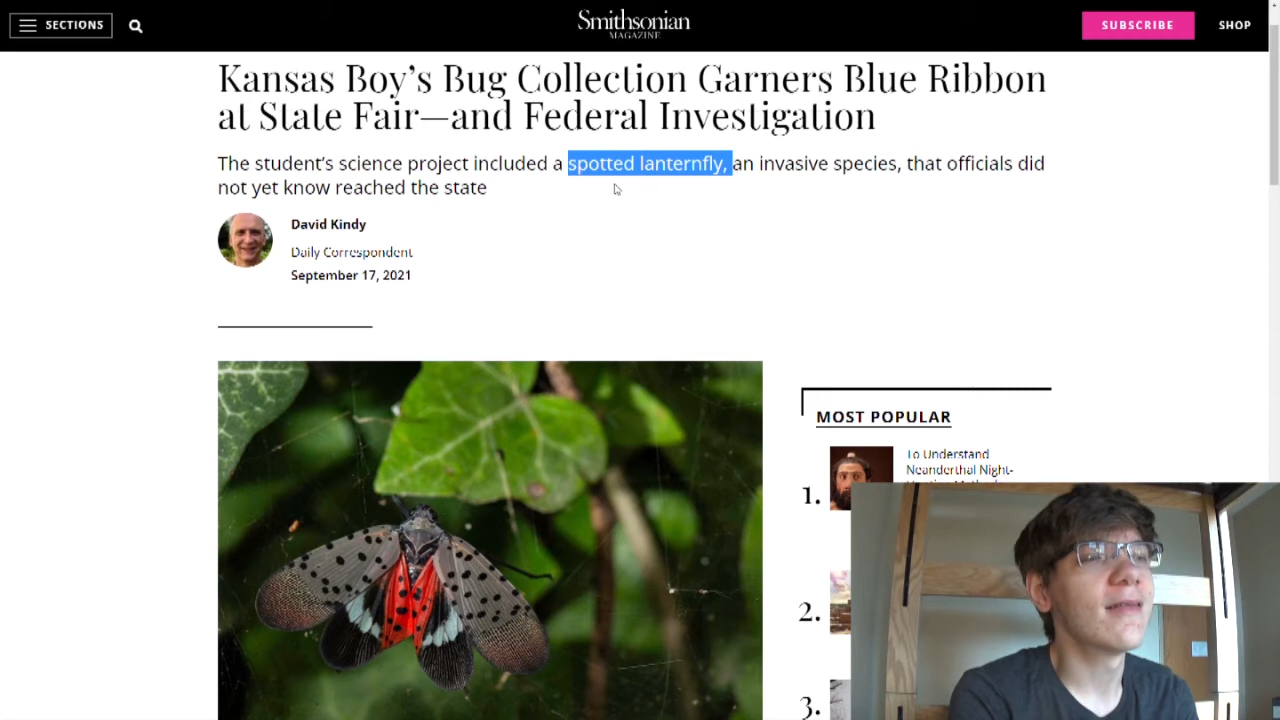 SECTIONS
Smithsonian
MAGAZINE
SUBSCRIBE
SHOP
Kansas Boy’s Bug Collection Garners Blue Ribbon
at State Fair—and Federal Investigation
The student’s science project included a spotted lanternfly, an invasive species, that officials did
not yet know reached the state
David Kindy
Daily Correspondent
September 17, 2021
MOST POPULAR
1.
To Understand
Neanderthal Night-
2.
3.